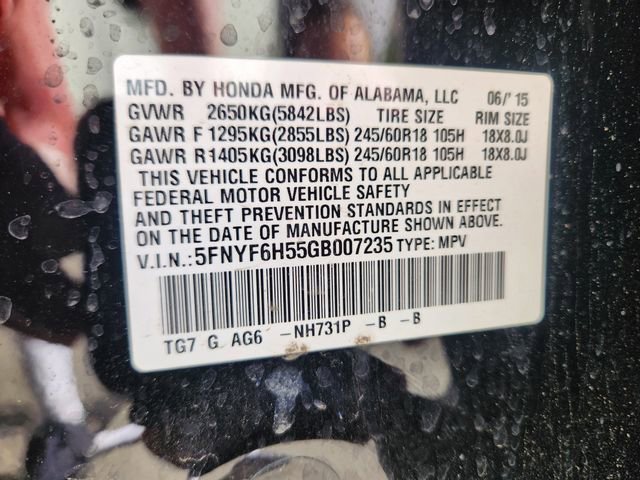 MFD. BY HONDA MFG. OF ALABAMA, LLC 06/'15
GVWR 2650KG(5842LBS) TIRE SIZE RIM SIZE
GAWR F 1295KG(2855LBS) 245/60R18 105H 18X8.0J
GAWR R 1405KG(3098LBS) 245/60R18 105H 18X8.0J
THIS VEHICLE CONFORMS TO ALL APPLICABLE
FEDERAL MOTOR VEHICLE SAFETY
AND THEFT PREVENTION STANDARDS IN EFFECT
ON THE DATE OF MANUFACTURE SHOWN ABOVE.
V.I.N.:5FNYF6H55GB007235 TYPE: MPV
TG7 G AG6 -NH731P -B -B